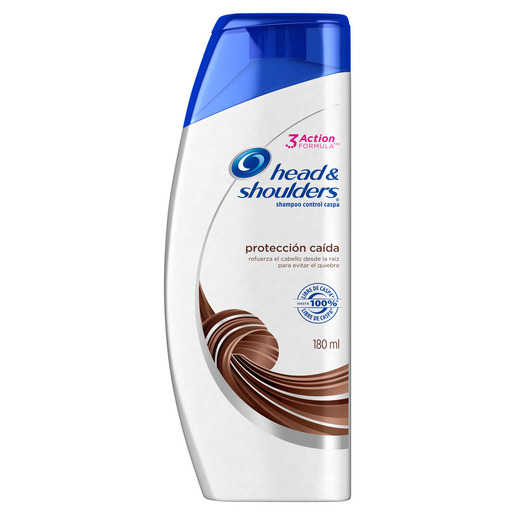 3 Action
FORMULA™
head &
shoulders®
shampoo control caspa
protección caída
refuerza el cabello desde la raíz
para evitar el quiebre
LIBRE DE CASPA*
HASTA 100%
LIBRE DE CASPA*
180 ml